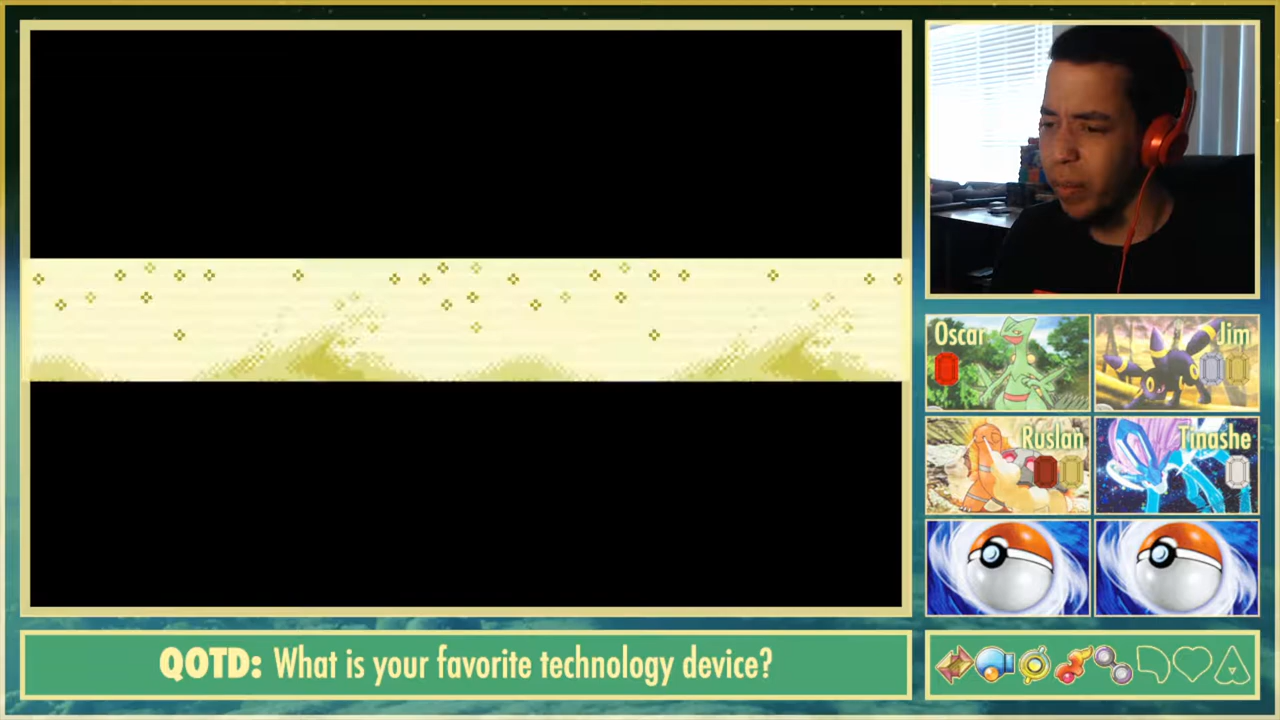 Oscar
Jim
Ruslan
Tinashe
QOTD: What is your favorite technology device?